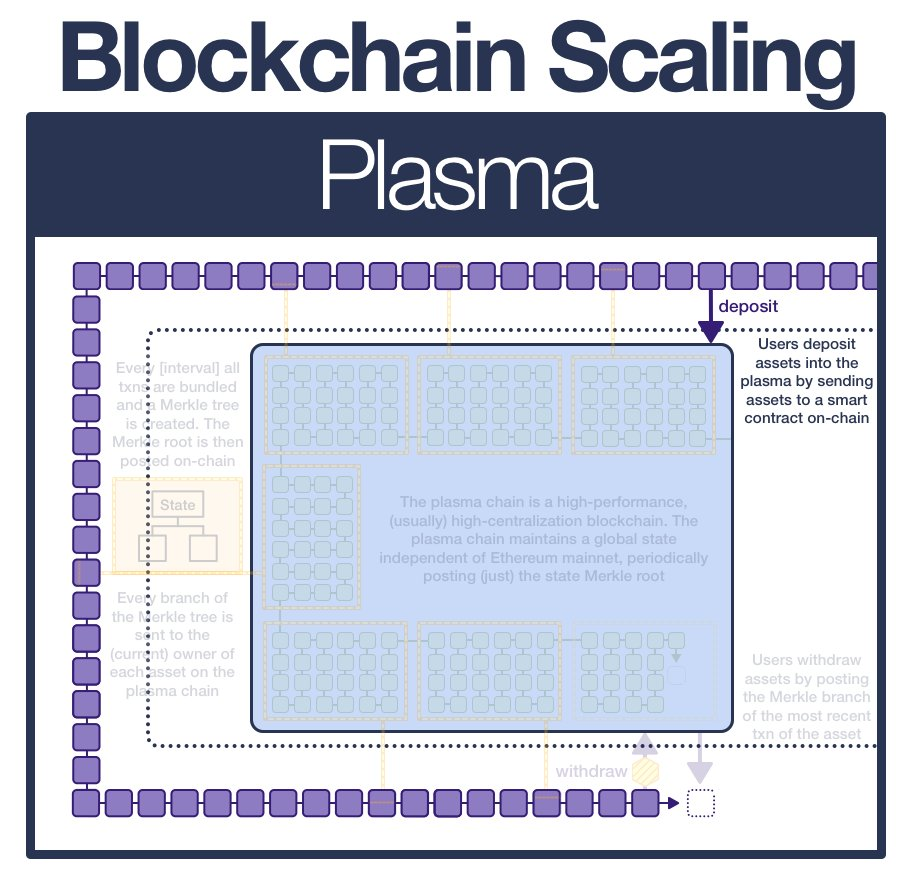 Blockchain Scaling
Plasma
deposit
Users deposit
assets into the
plasma by sending
assets to a smart
contract on-chain
Every [interval] all
txns are bundled
and a Merkle tree
is created. The
Merkle root is then
posted on-chain
State
The plasma chain is a high-performance,
(usually) high-centralization blockchain. The
plasma chain maintains a global state
independent of Ethereum mainnet, periodically
posting (just) the state Merkle root
Every branch of
the Merkle tree is
sent to the
(current) owner of
each asset on the
plasma chain
Users withdraw
assets by posting
the Merkle branch
of the most recent
txn of the asset
withdraw